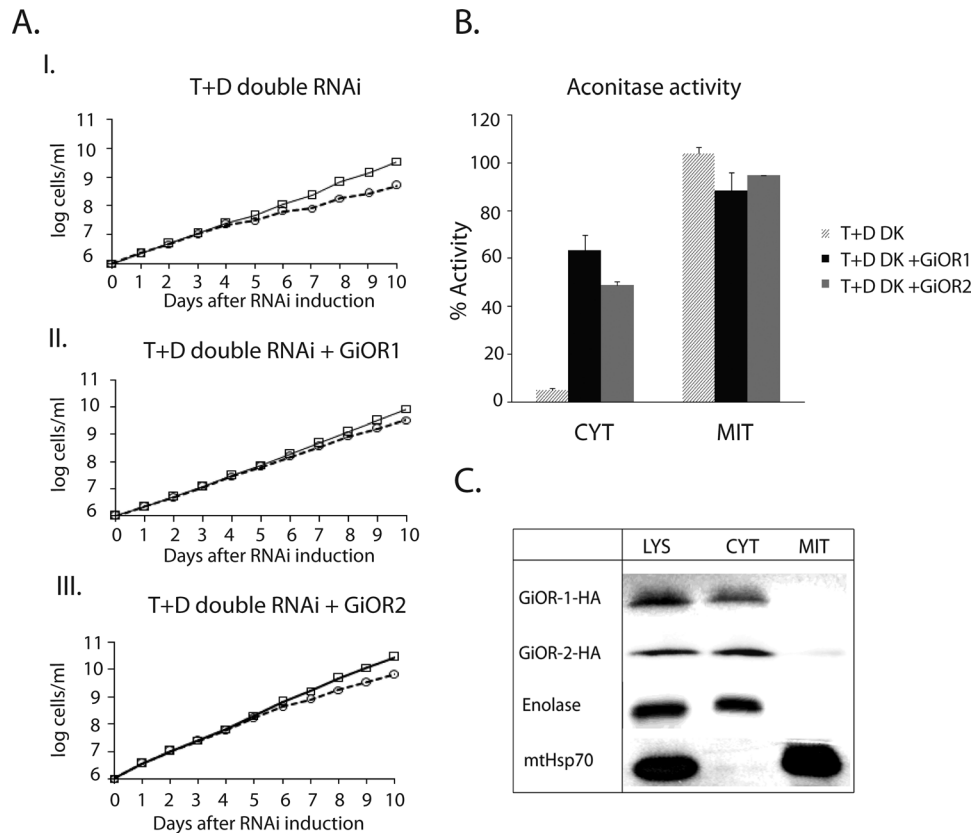 A.
I.
T+D double RNAi
log cells/ml
11
10
9
8
7
6
0 1 2 3 4 5 6 7 8 9 10
Days after RNAi induction
II.
T+D double RNAi + GiOR1
log cells/ml
11
10
9
8
7
6
0 1 2 3 4 5 6 7 8 9 10
Days after RNAi induction
III.
T+D double RNAi + GiOR2
log cells/ml
11
10
9
8
7
6
0 1 2 3 4 5 6 7 8 9 10
Days after RNAi induction
B.
Aconitase activity
% Activity
120
100
80
60
40
20
0
CYT MIT
T+D DK
T+D DK +GiOR1
T+D DK +GiOR2
C.
LYS CYT MIT
GiOR-1-HA
GiOR-2-HA
Enolase
mtHsp70